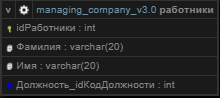 v managing_company_v3.0 работники
idРаботники : int
Фамилия : varchar(20)
Имя : varchar(20)
Должность_idКодДолжности : int